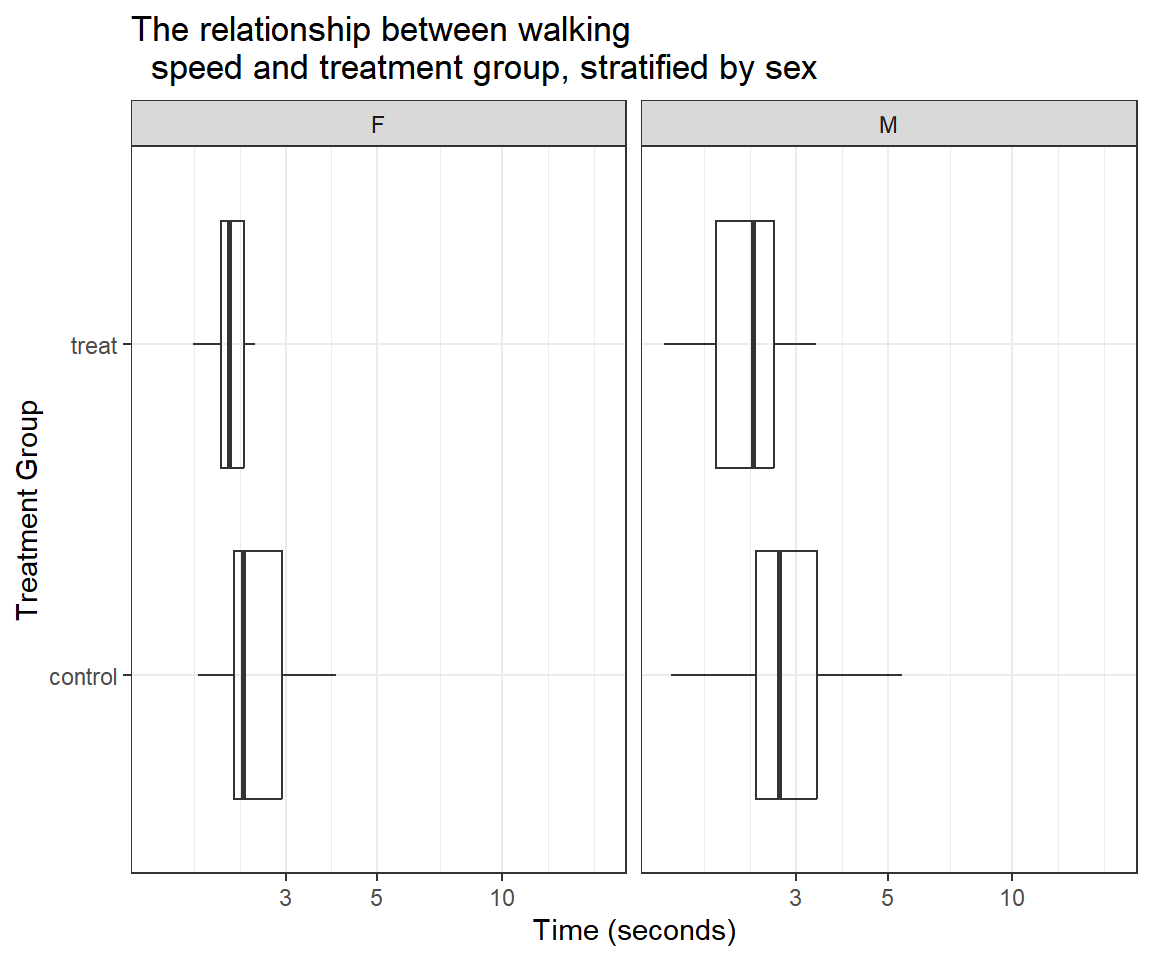 The relationship between walking
speed and treatment group, stratified by sex
F
M
Treatment Group
treat
control
3
5
10
3
5
10
Time (seconds)